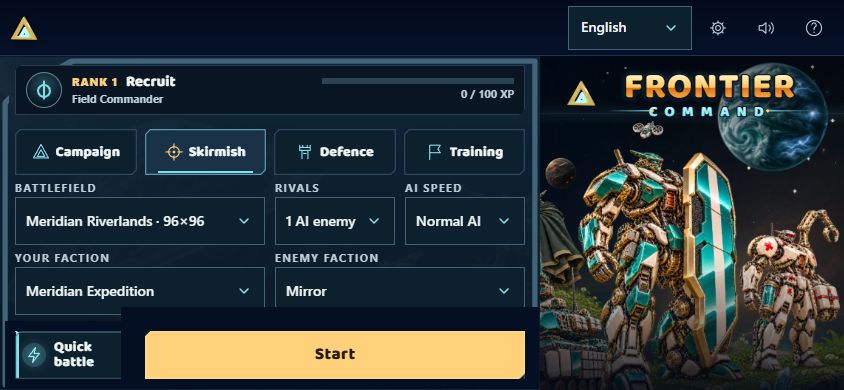 English
RANK 1 Recruit
Field Commander
0 / 100 XP
FRONTIER
COMMAND
Campaign
Skirmish
Defence
Training
BATTLEFIELD
RIVALS
AI SPEED
Meridian Riverlands · 96×96
1 AI enemy
Normal AI
YOUR FACTION
ENEMY FACTION
Meridian Expedition
Mirror
Quick
battle
Start